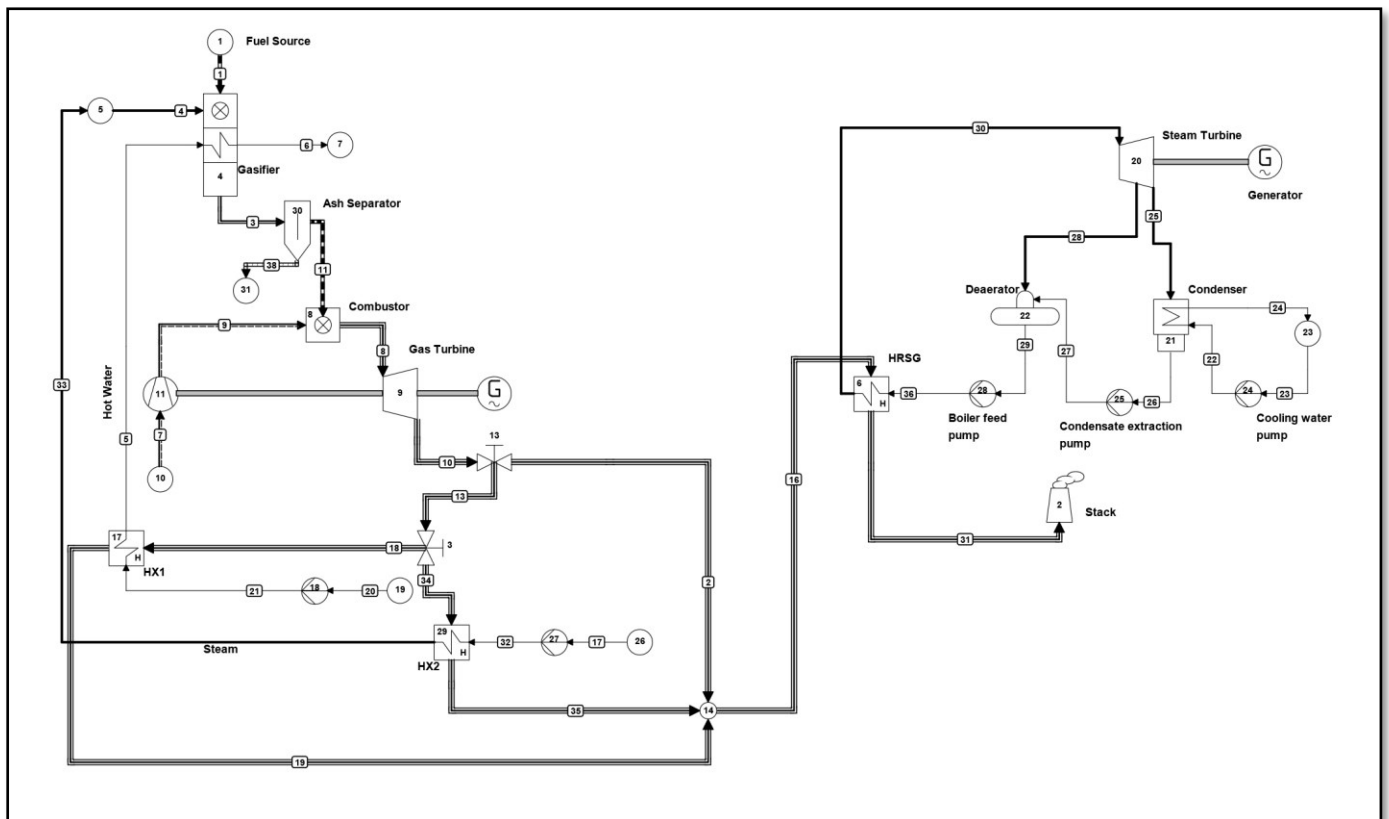 1
Fuel Source
1
5
4
6
7
Gasifier
4
30
Ash Separator
3
38
11
31
8
Combustor
9
8
Gas Turbine
33
Hot Water
11
9
G
7
5
10
13
10
13
17
H
HX1
18
3
34
21
18
20
19
29
H
HX2
32
27
17
26
Steam
35
14
19
2
16
30
Steam Turbine
20
G
Generator
28
25
Deaerator
22
Condenser
24
21
23
29
27
22
HRSG
6
H
36
28
25
26
24
23
Boiler feed
pump
Condensate extraction
pump
Cooling water
pump
2
Stack
31